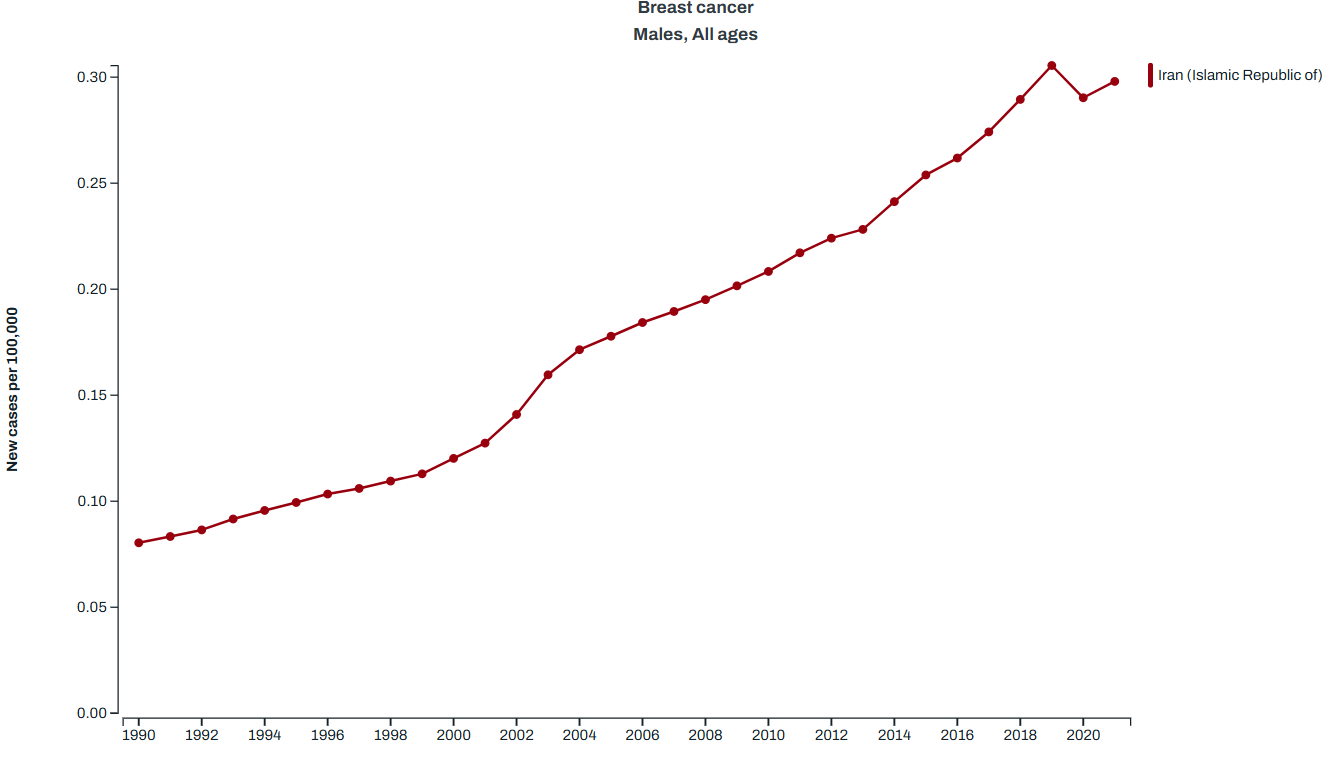 Breast cancer
Males, All ages
Iran (Islamic Republic of)
New cases per 100,000
0.30
0.25
0.20
0.15
0.10
0.05
0.00
1990 1992 1994 1996 1998 2000 2002 2004 2006 2008 2010 2012 2014 2016 2018 2020